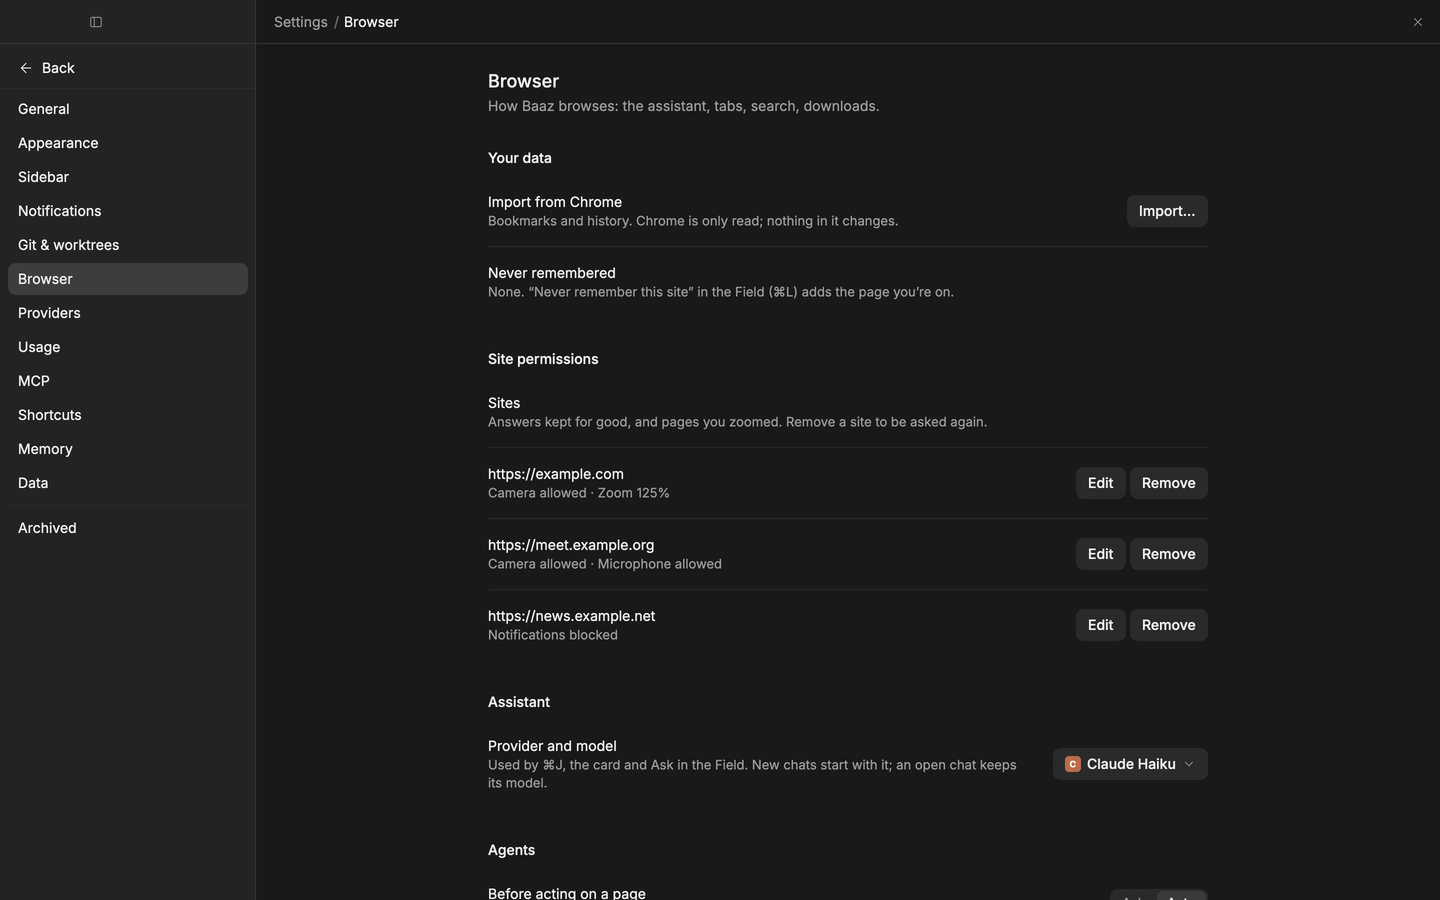 Settings / Browser
Back
General
Appearance
Sidebar
Notifications
Git & worktrees
Browser
Providers
Usage
MCP
Shortcuts
Memory
Data
Archived
Browser
How Baaz browses: the assistant, tabs, search, downloads.
Your data
Import from Chrome
Bookmarks and history. Chrome is only read; nothing in it changes.
Import...
Never remembered
None. “Never remember this site” in the Field (⌘L) adds the page you’re on.
Site permissions
Sites
Answers kept for good, and pages you zoomed. Remove a site to be asked again.
https://example.com
Camera allowed · Zoom 125%
Edit Remove
https://meet.example.org
Camera allowed · Microphone allowed
Edit Remove
https://news.example.net
Notifications blocked
Edit Remove
Assistant
Provider and model
Used by ⌘J, the card and Ask in the Field. New chats start with it; an open chat keeps
its model.
C Claude Haiku
Agents
Before acting on a page